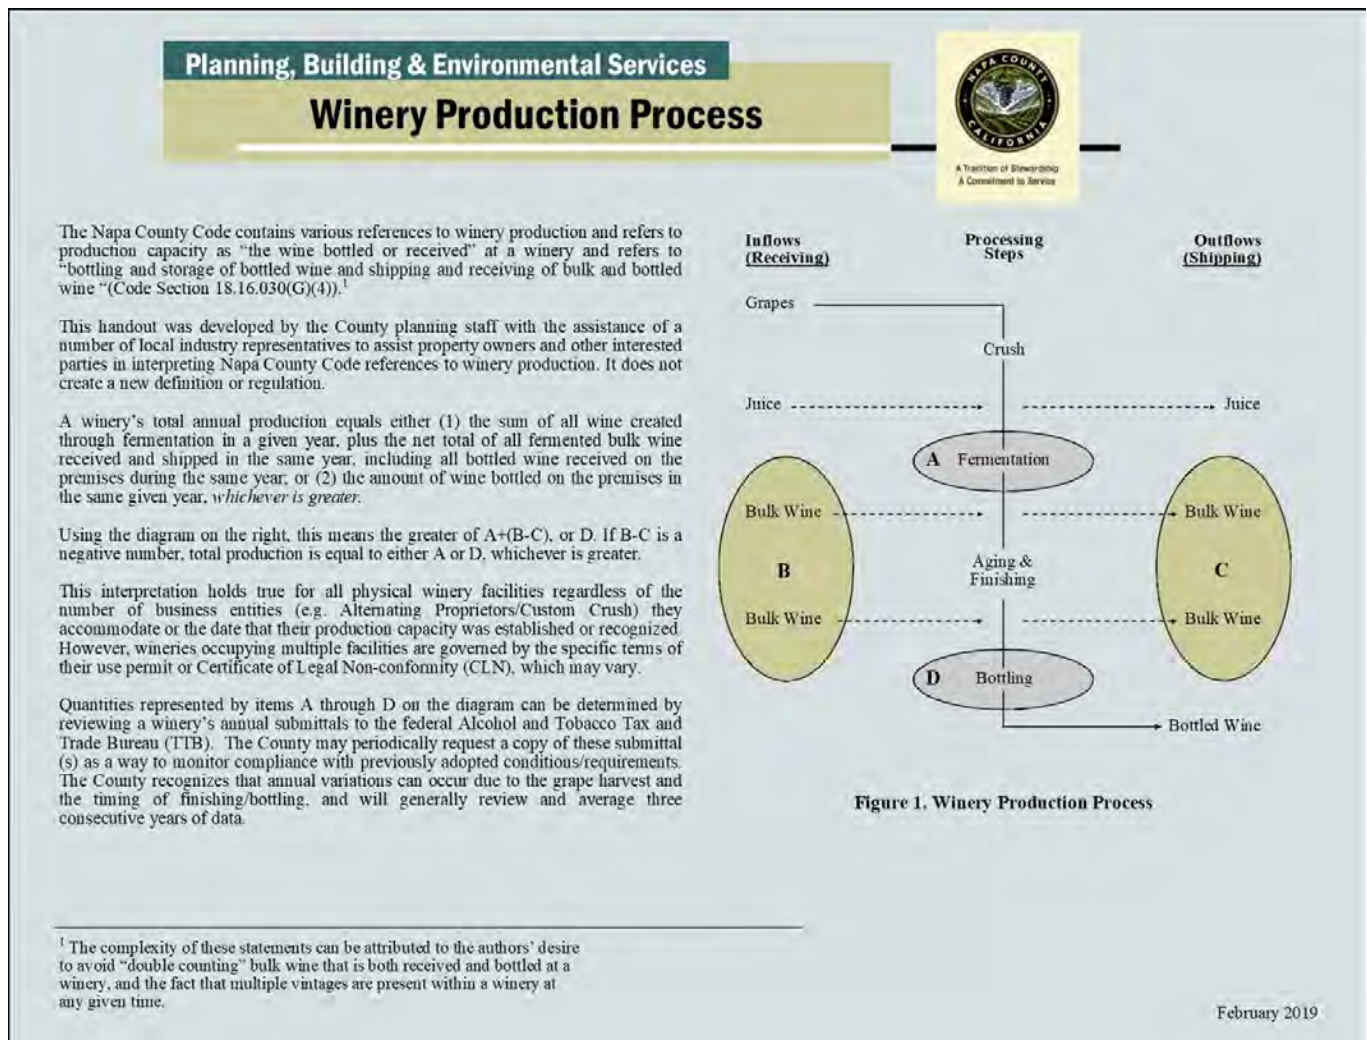 Planning, Building & Environmental Services
Winery Production Process
NAPA COUNTY
CALIFORNIA
A Tradition of Stewardship
A Commitment to Service
The Napa County Code contains various references to winery production and refers to
production capacity as “the wine bottled or received” at a winery and refers to
“bottling and storage of bottled wine and shipping and receiving of bulk and bottled
wine “(Code Section 18.16.030(G)(4)).1
This handout was developed by the County planning staff with the assistance of a
number of local industry representatives to assist property owners and other interested
parties in interpreting Napa County Code references to winery production. It does not
create a new definition or regulation.
A winery’s total annual production equals either (1) the sum of all wine created
through fermentation in a given year, plus the net total of all fermented bulk wine
received and shipped in the same year, including all bottled wine received on the
premises during the same year; or (2) the amount of wine bottled on the premises in
the same given year, whichever is greater.
Using the diagram on the right, this means the greater of A+(B-C), or D. If B-C is a
negative number, total production is equal to either A or D, whichever is greater.
This interpretation holds true for all physical winery facilities regardless of the
number of business entities (e.g. Alternating Proprietors/Custom Crush) they
accommodate or the date that their production capacity was established or recognized.
However, wineries occupying multiple facilities are governed by the specific terms of
their use permit or Certificate of Legal Non-conformity (CLN), which may vary.
Quantities represented by items A through D on the diagram can be determined by
reviewing a winery’s annual submittals to the federal Alcohol and Tobacco Tax and
Trade Bureau (TTB). The County may periodically request a copy of these submittal
(s) as a way to monitor compliance with previously adopted conditions/requirements.
The County recognizes that annual variations can occur due to the grape harvest and
the timing of finishing/bottling, and will generally review and average three
consecutive years of data.
Inflows
(Receiving)
Processing
Steps
Outflows
(Shipping)
Grapes
Crush
Juice
Juice
A Fermentation
Bulk Wine
Bulk Wine
B
Aging &
Finishing
C
Bulk Wine
Bulk Wine
D Bottling
Bottled Wine
Figure 1. Winery Production Process
1 The complexity of these statements can be attributed to the authors’ desire
to avoid “double counting” bulk wine that is both received and bottled at a
winery, and the fact that multiple vintages are present within a winery at
any given time.
February 2019